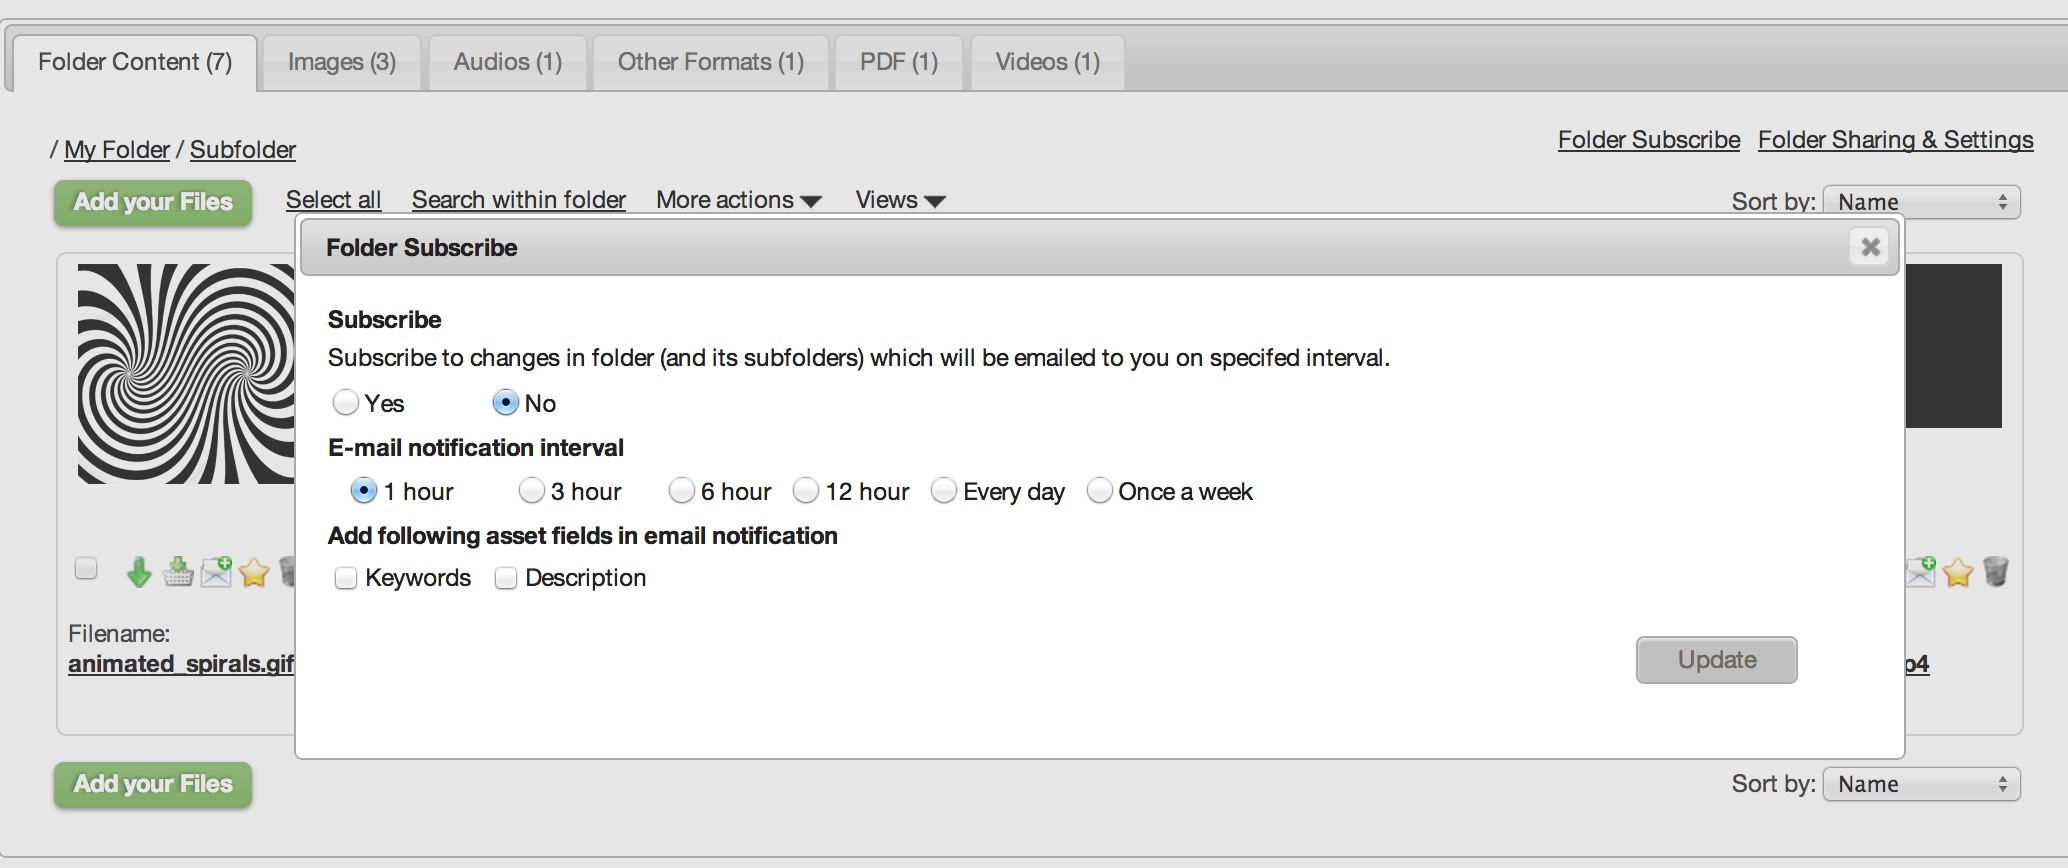 Folder Content (7) Images (3) Audios (1) Other Formats (1) PDF (1) Videos (1)
/ My Folder / Subfolder
Folder Subscribe Folder Sharing & Settings
Add your Files Select all Search within folder More actions Views Sort by: Name
Folder Subscribe
Subscribe
Subscribe to changes in folder (and its subfolders) which will be emailed to you on specifed interval.
Yes No
E-mail notification interval
1 hour 3 hour 6 hour 12 hour Every day Once a week
Add following asset fields in email notification
Keywords Description
Update
Filename:
animated_spirals.gif
p4
Add your Files Sort by: Name